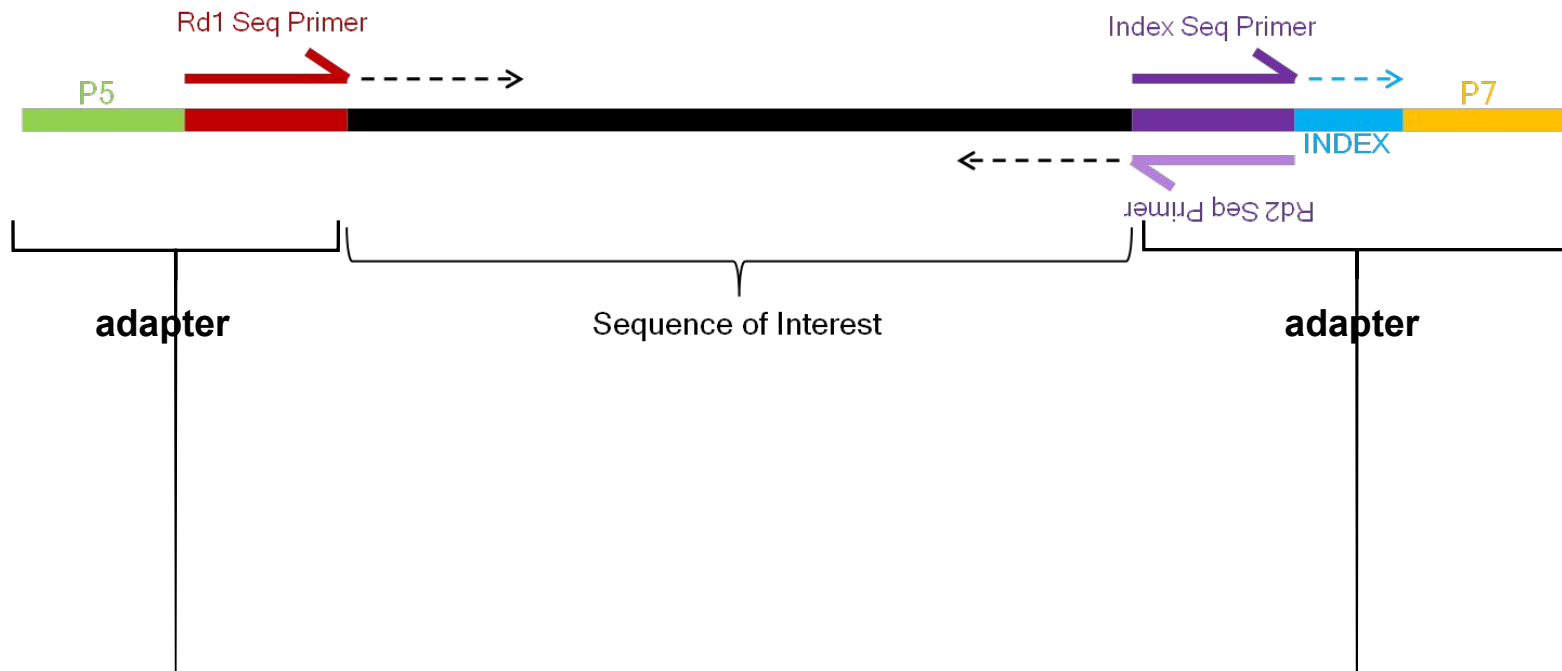 Rd1 Seq Primer
Index Seq Primer
P5
P7
INDEX
Rd2 Seq Primer
adapter
Sequence of Interest
adapter